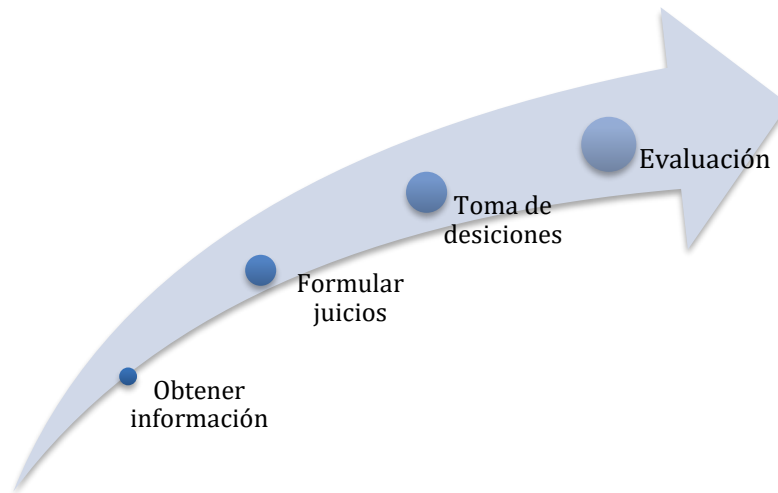 Evaluación
Toma de
desiciones
Formular
juicios
Obtener
información